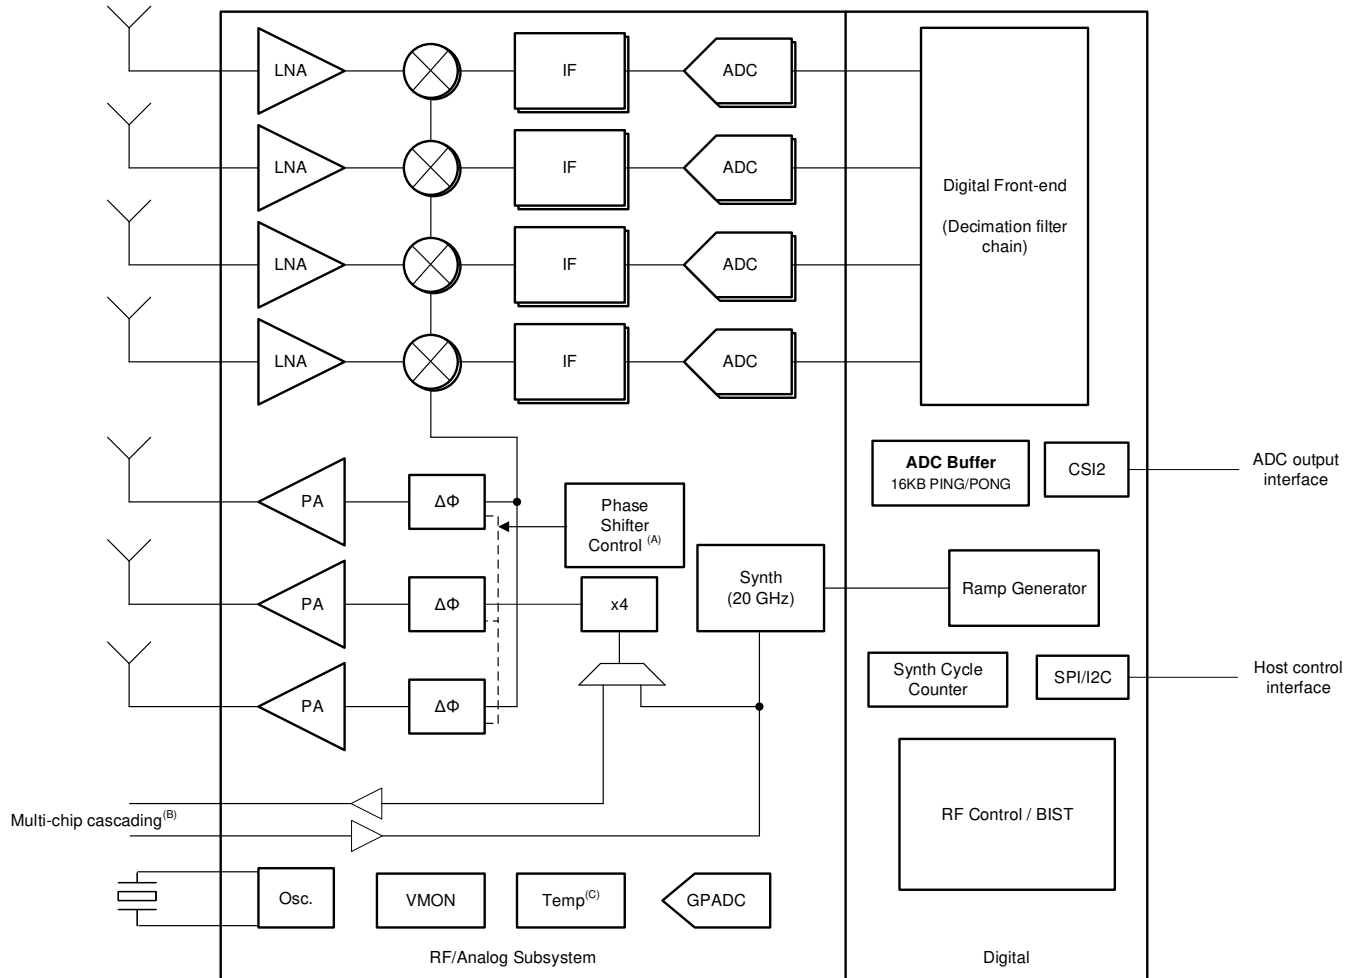 LNA
IF
ADC
LNA
IF
ADC
Digital Front-end
(Decimation filter
chain)
LNA
IF
ADC
LNA
IF
ADC
ADC Buffer
16KB PING/PONG
CSI2
ADC output
interface
PA
ΔΦ
Phase
Shifter
Control (A)
PA
ΔΦ
x4
Synth
(20 GHz)
Ramp Generator
PA
ΔΦ
Synth Cycle
Counter
SPI/I2C
Host control
interface
Multi-chip cascading(B)
RF Control / BIST
Osc.
VMON
Temp(C)
GPADC
RF/Analog Subsystem
Digital